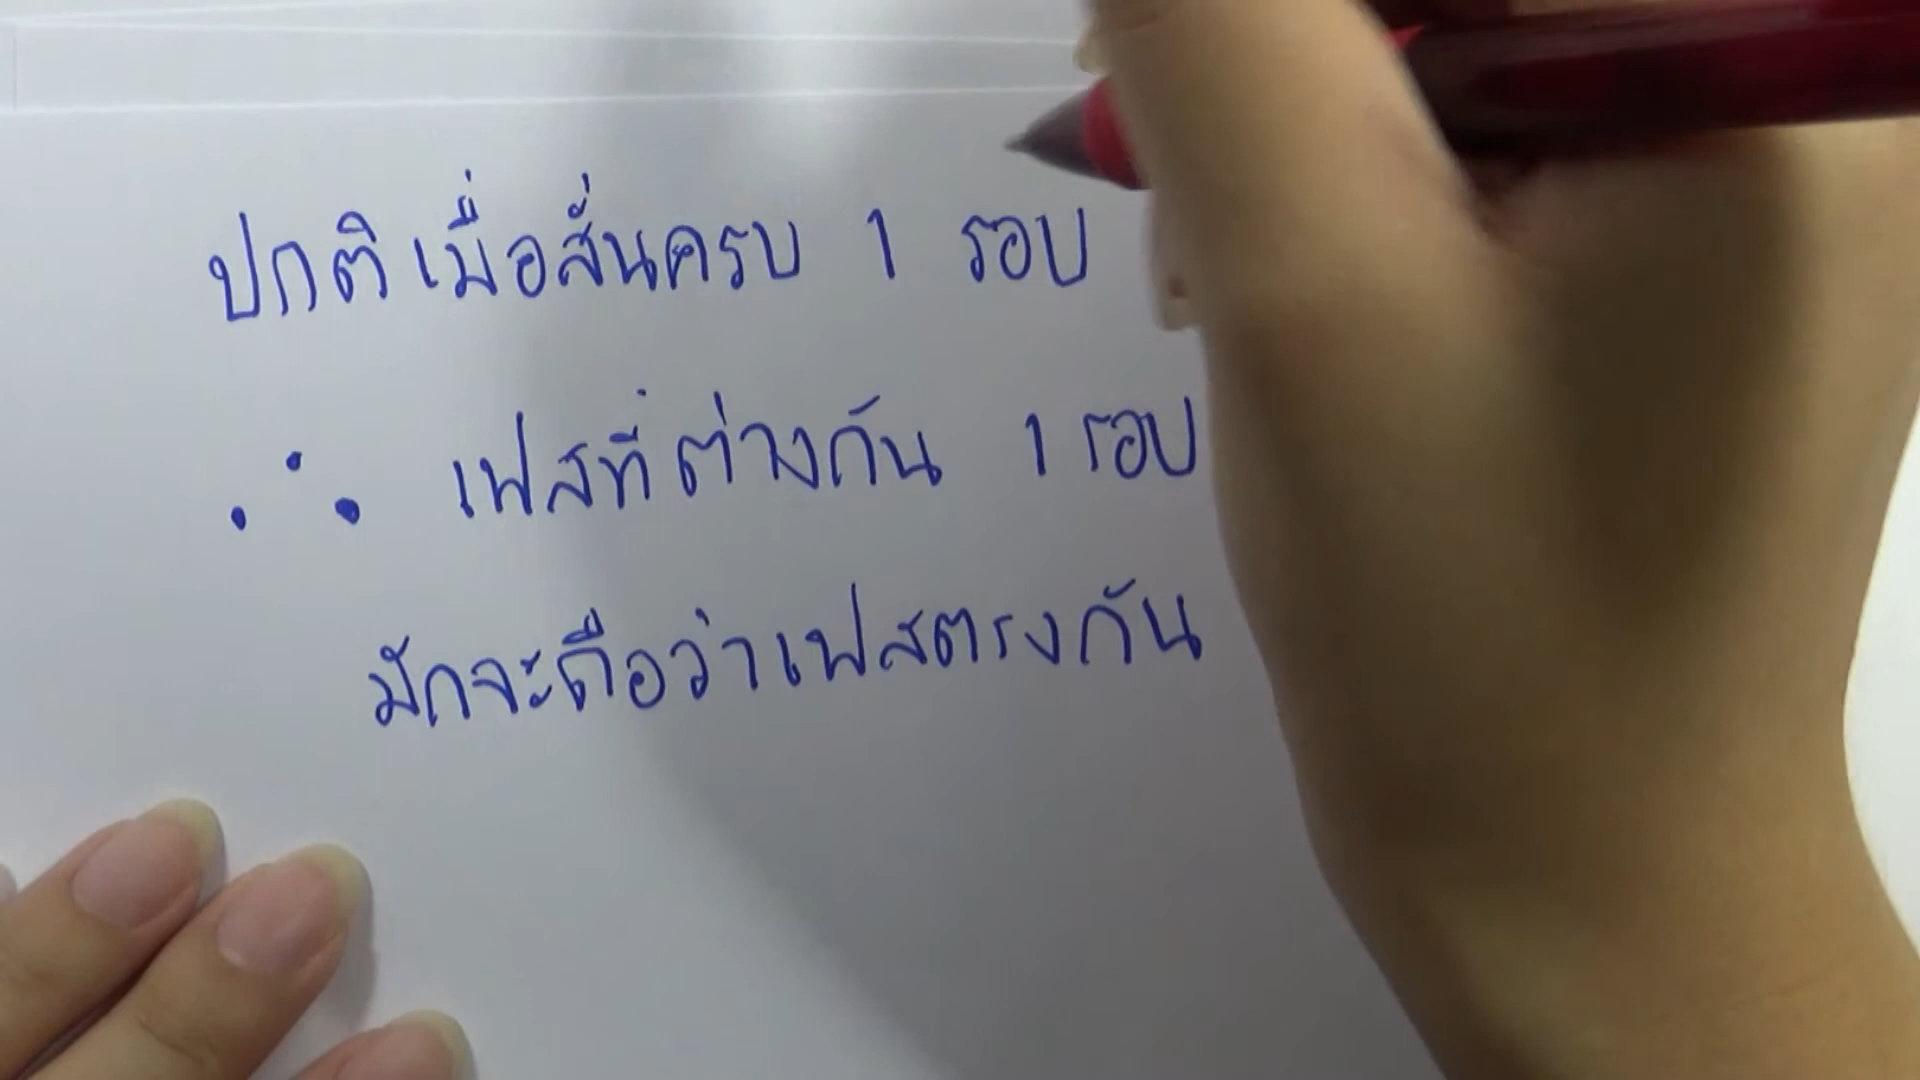 ปกติเมื่อสั่นครบ 1 รอบ
∴ เฟสที่ต่างกัน 1 รอบ
มักจะถือว่าเฟสตรงกัน